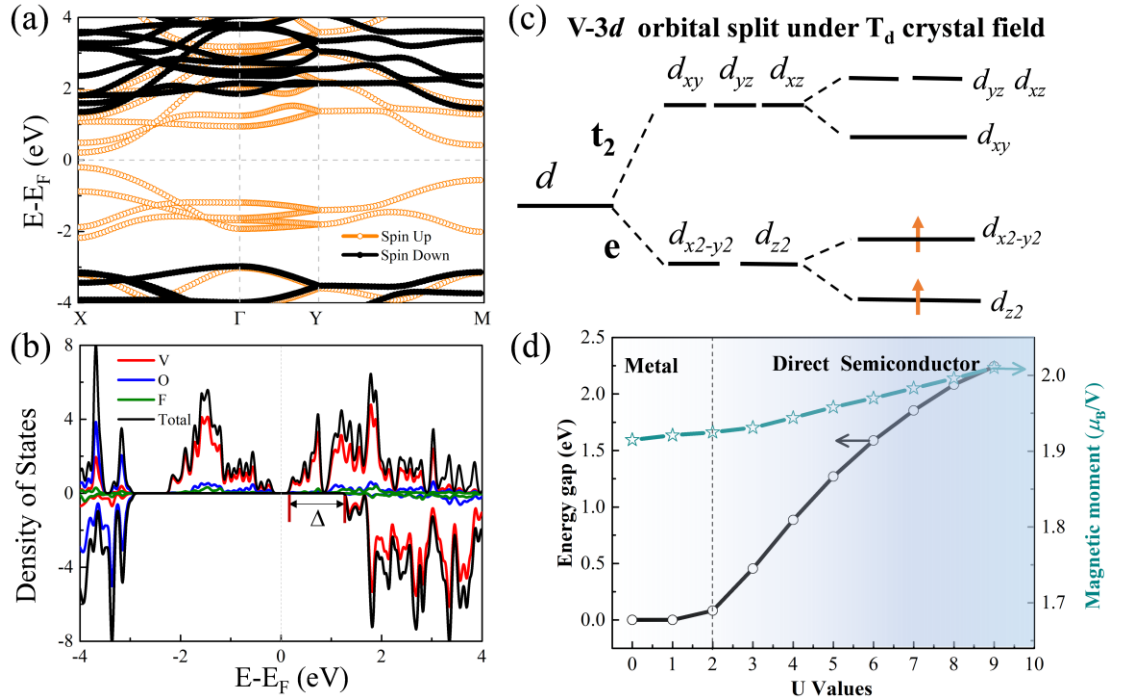 (a)
4
2
0
-2
-4
E-E_F (eV)
Spin Up
Spin Down
X Γ Y M
(b)
8
4
0
-4
-8
Density of States
V
O
F
Total
Δ
-4 -2 0 2 4
E-E_F (eV)
(c)
V-3d orbital split under T_d crystal field
d_xy d_yz d_xz
d_yz d_xz
t_2
d_xy
d
d_x2-y2 d_z2
d_x2-y2
e
d_z2
(d)
2.5
2.0
1.5
1.0
0.5
0.0
Energy gap (eV)
Metal
Direct Semiconductor
2.0
1.9
1.8
1.7
Magnetic moment (μ_B/V)
0 1 2 3 4 5 6 7 8 9 10
U Values